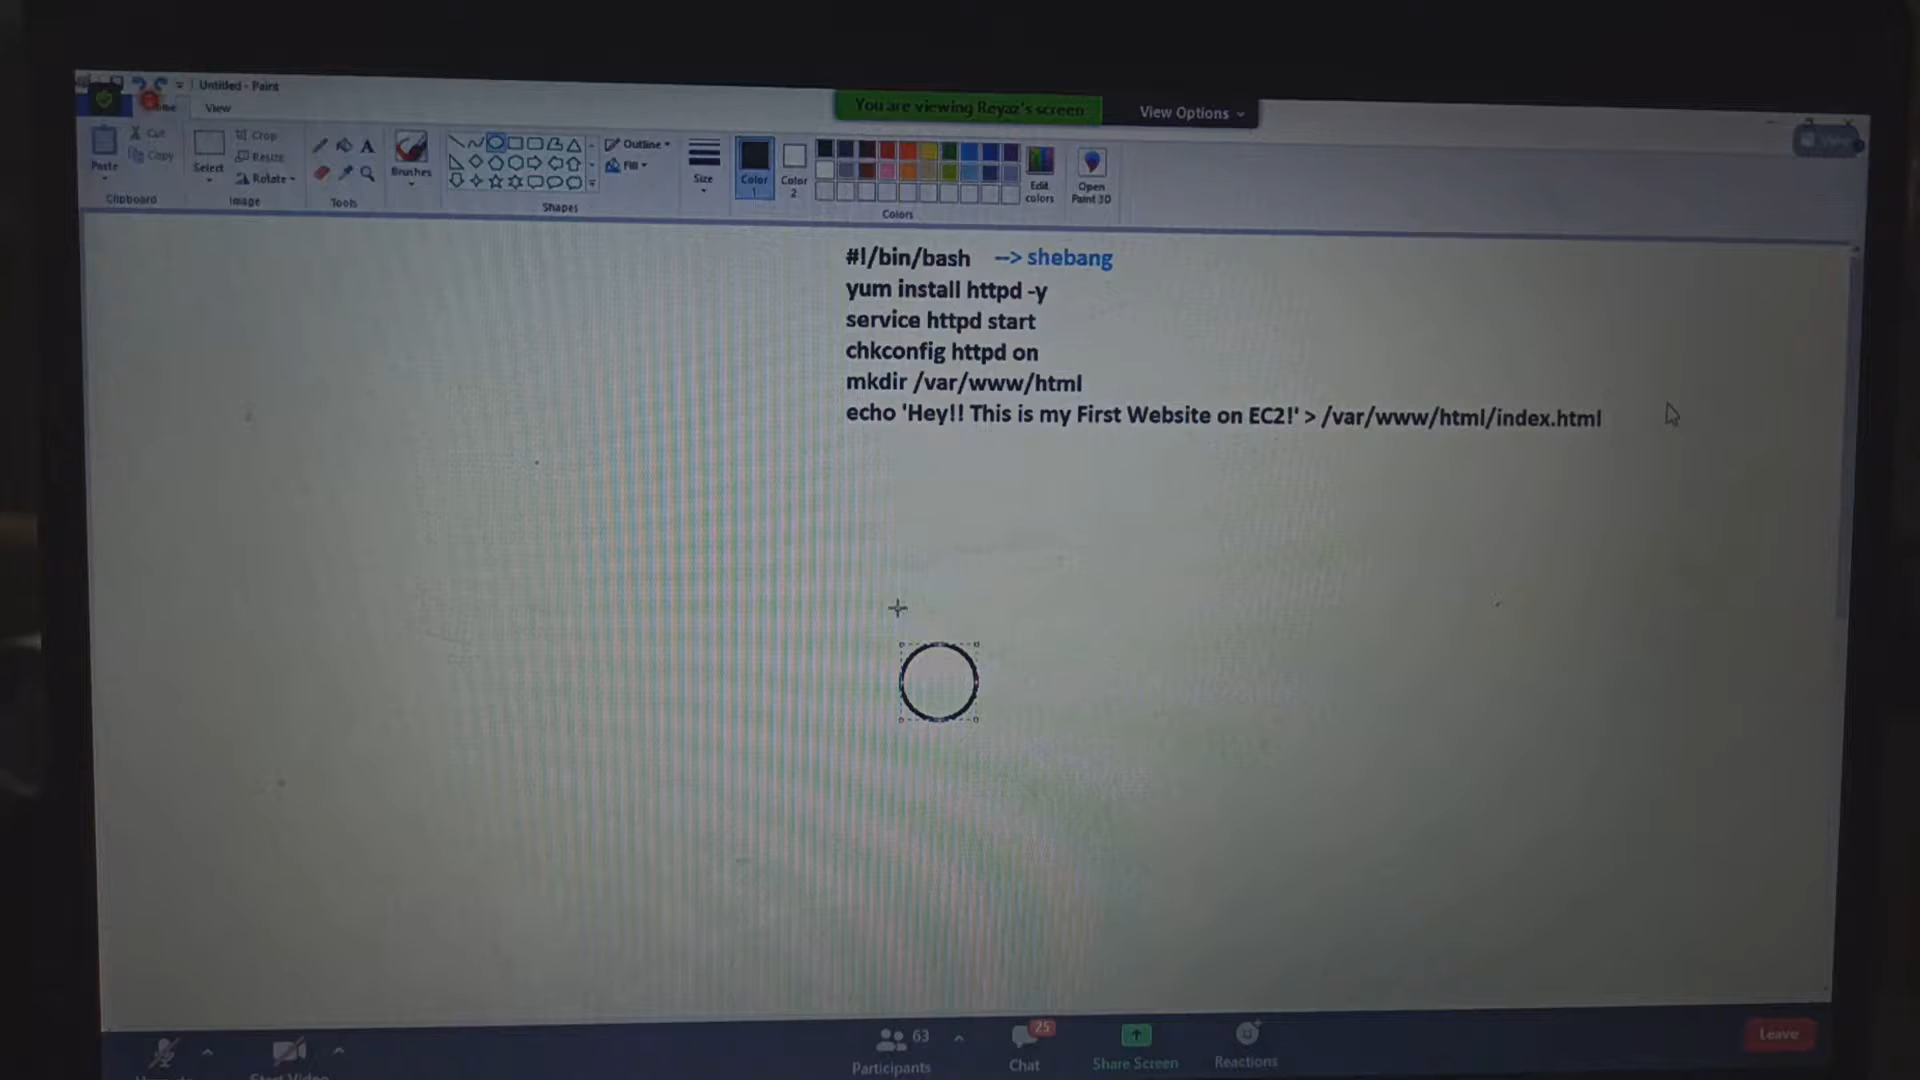 Untitled - Paint
View
You are viewing Reyaz's screen
View Options
Cut
Copy
Paste
Clipboard
Crop
Resize
Rotate
Select
Image
Tools
Brushes
Outline
Fill
Shapes
Size
Color 1
Color 2
Colors
Edit colors
Open Paint 3D
#!/bin/bash --> shebang
yum install httpd -y
service httpd start
chkconfig httpd on
mkdir /var/www/html
echo 'Hey!! This is my First Website on EC2!' > /var/www/html/index.html
63
Participants
25
Chat
Share Screen
Reactions
Leave